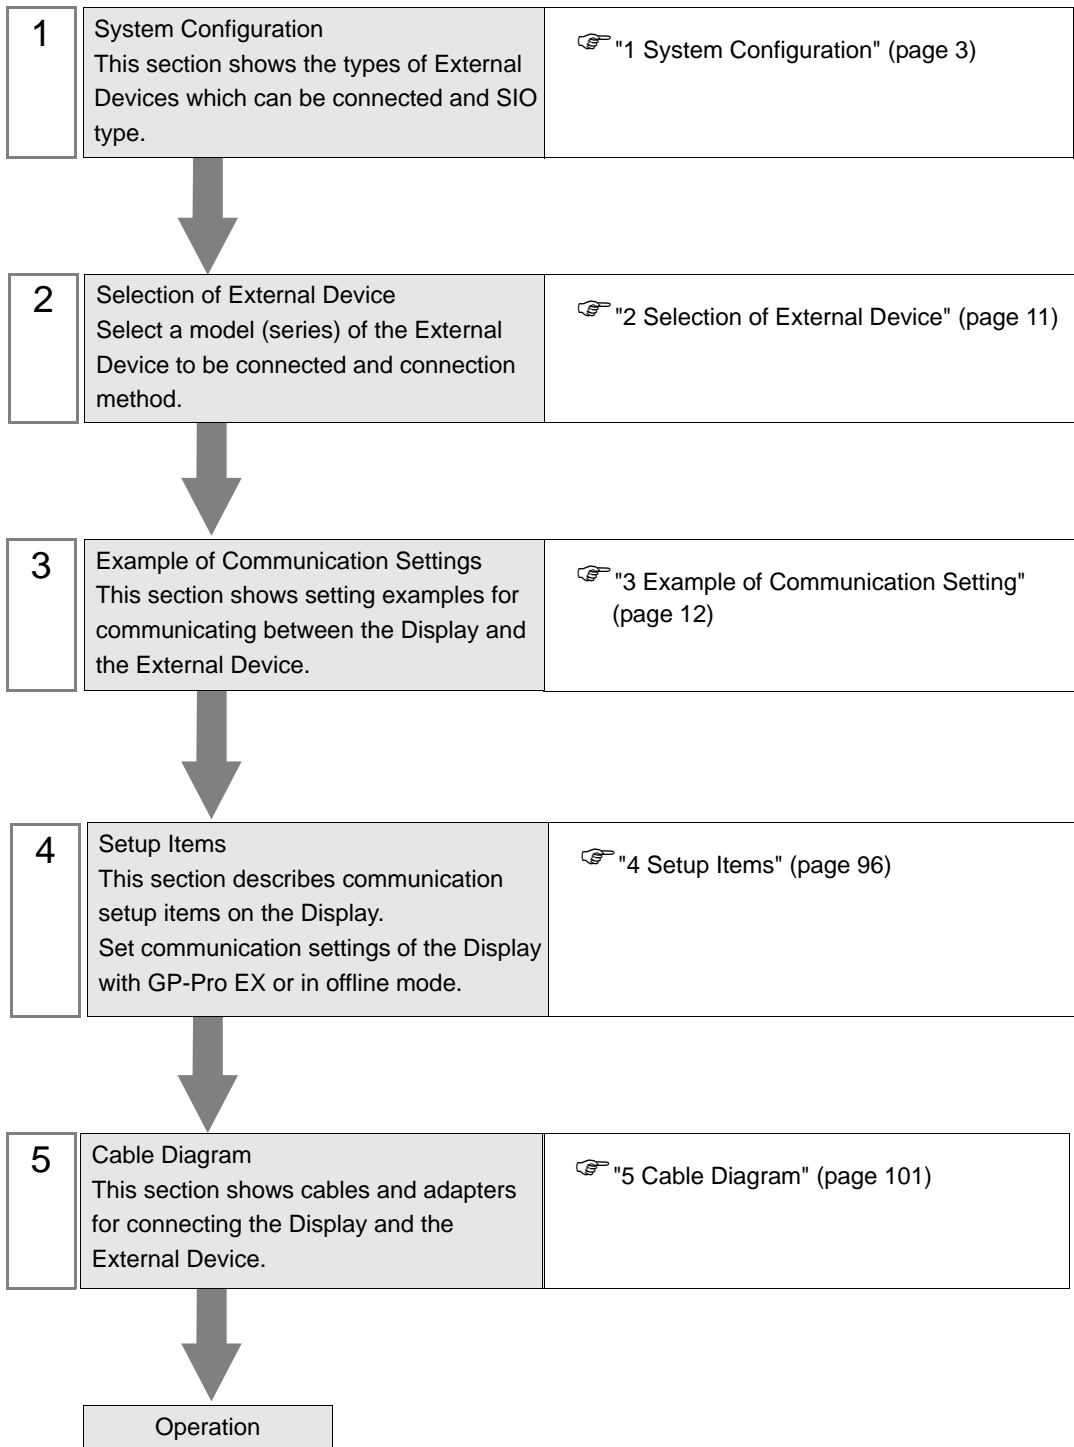 1
System Configuration
This section shows the types of External
Devices which can be connected and SIO
type.
"1 System Configuration" (page 3)
2
Selection of External Device
Select a model (series) of the External
Device to be connected and connection
method.
"2 Selection of External Device" (page 11)
3
Example of Communication Settings
This section shows setting examples for
communicating between the Display and
the External Device.
"3 Example of Communication Setting"
(page 12)
4
Setup Items
This section describes communication
setup items on the Display.
Set communication settings of the Display
with GP-Pro EX or in offline mode.
"4 Setup Items" (page 96)
5
Cable Diagram
This section shows cables and adapters
for connecting the Display and the
External Device.
"5 Cable Diagram" (page 101)
Operation